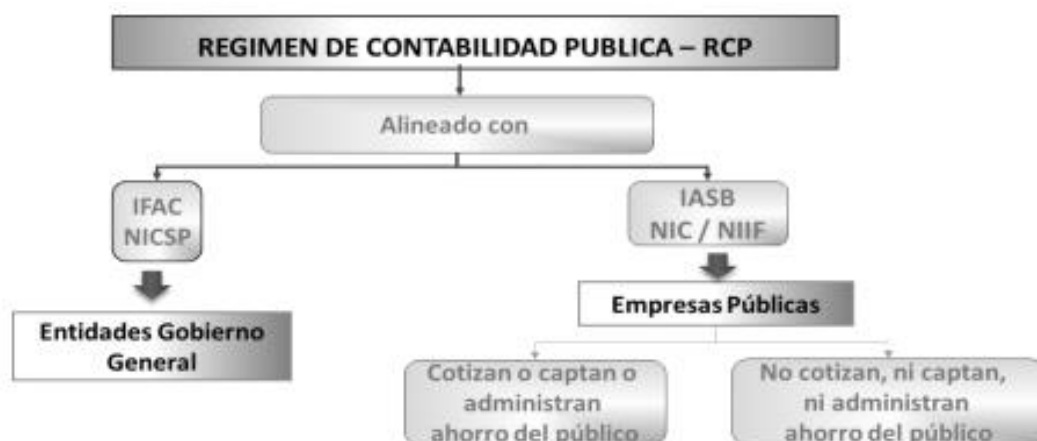 REGIMEN DE CONTABILIDAD PUBLICA – RCP
Alineado con
IFAC
NICSP
IASB
NIC / NIIF
Entidades Gobierno
General
Empresas Públicas
Cotizan o captan o
administran
ahorro del público
No cotizan, ni captan,
ni administran
ahorro del público